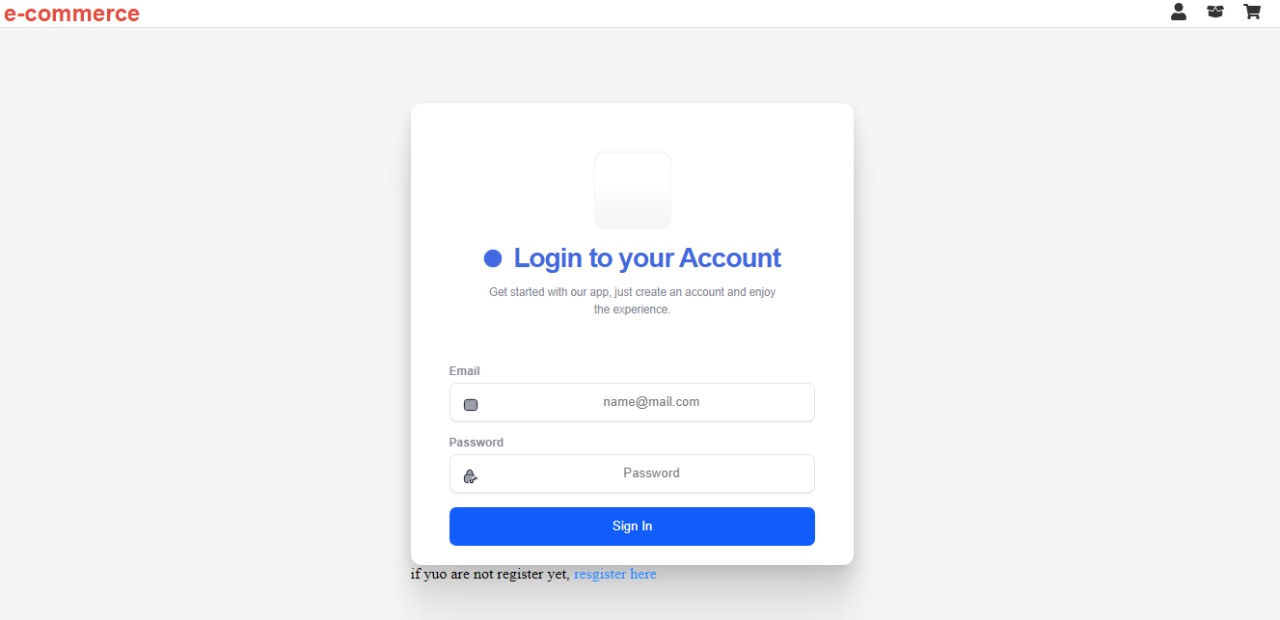 e-commerce
Login to your Account
Get started with our app, just create an account and enjoy
the experience.
Email
name@mail.com
Password
Password
Sign In
if yuo are not register yet, resgister here